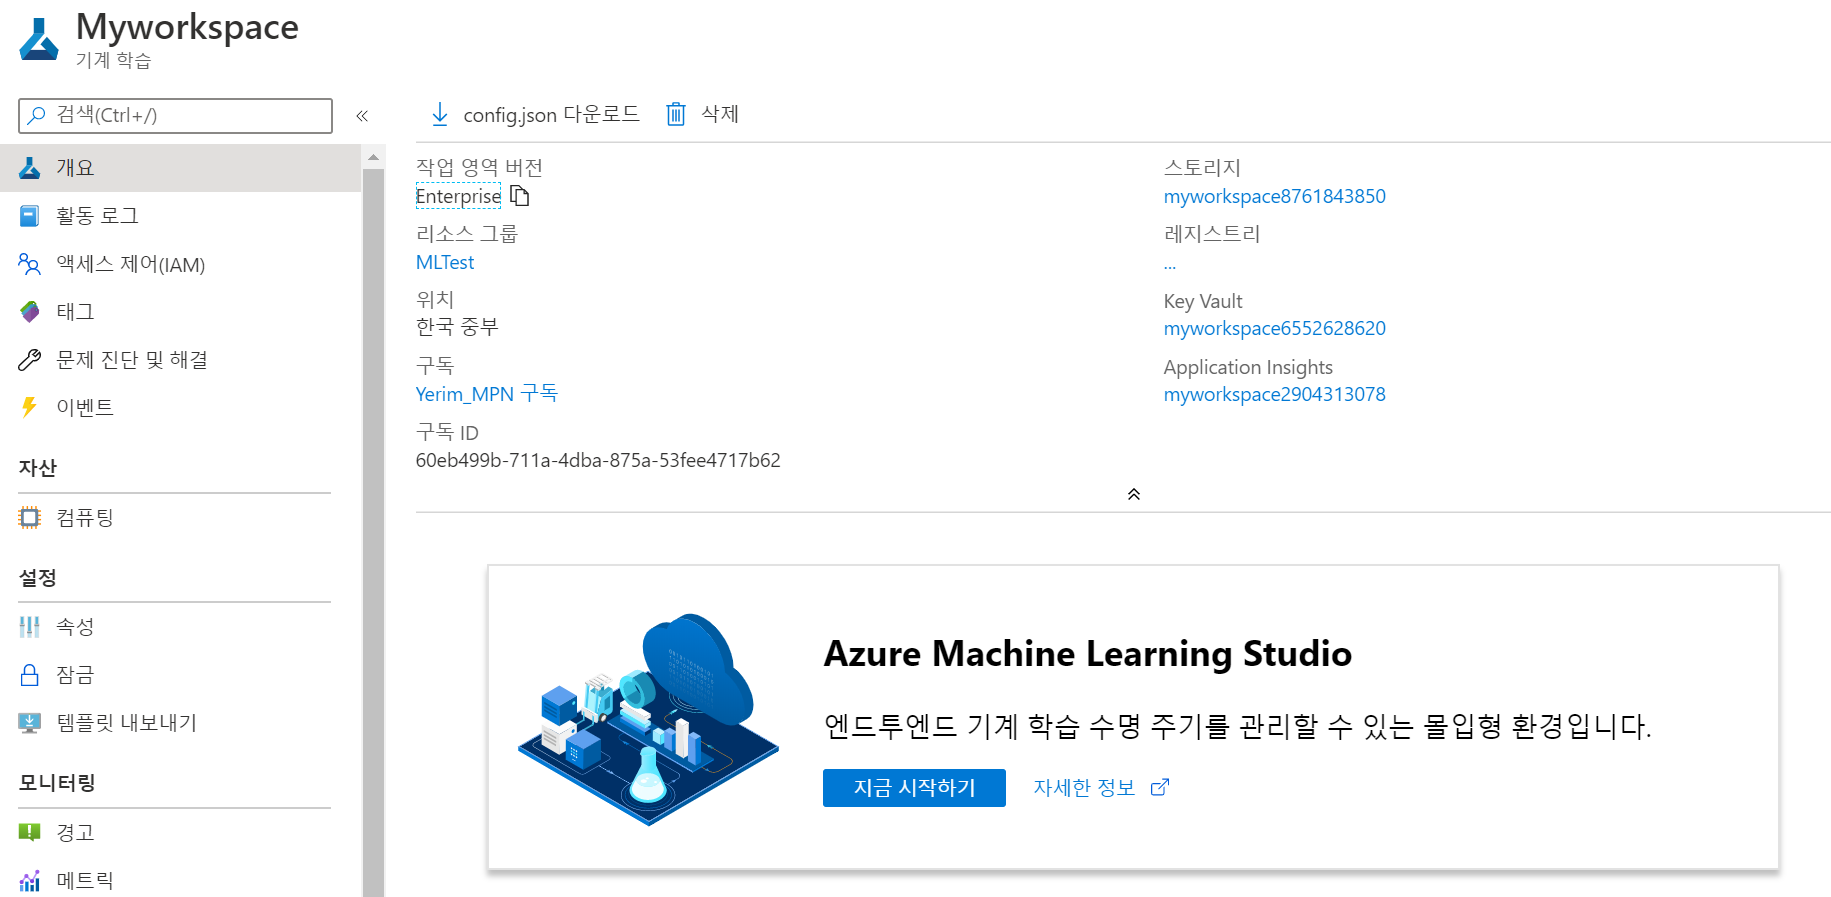 Myworkspace
기계 학습
검색(Ctrl+/)
«
개요
활동 로그
액세스 제어(IAM)
태그
문제 진단 및 해결
이벤트
자산
컴퓨팅
설정
속성
잠금
템플릿 내보내기
모니터링
경고
메트릭
config.json 다운로드
삭제
작업 영역 버전
Enterprise
리소스 그룹
MLTest
위치
한국 중부
구독
Yerim_MPN 구독
구독 ID
60eb499b-711a-4dba-875a-53fee4717b62
스토리지
myworkspace8761843850
레지스트리
...
Key Vault
myworkspace6552628620
Application Insights
myworkspace2904313078
Azure Machine Learning Studio
엔드투엔드 기계 학습 수명 주기를 관리할 수 있는 몰입형 환경입니다.
지금 시작하기
자세한 정보